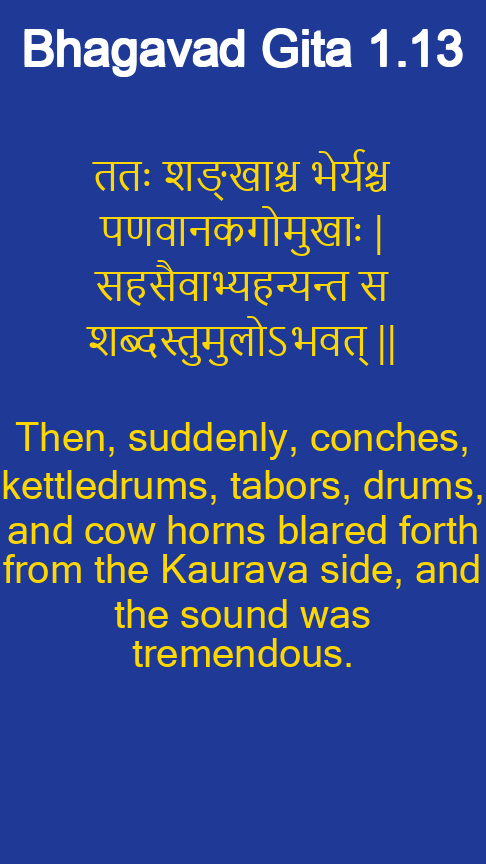 Bhagavad Gita 1.13
ततः शङ्खाश्च भेर्यश्च
पणवानकगोमुखाः |
सहसैवाभ्यहन्यन्त स
शब्दस्तुमुलोऽभवत् ||
Then, suddenly, conches,
kettledrums, tabors, drums,
and cow horns blared forth
from the Kaurava side, and
the sound was
tremendous.